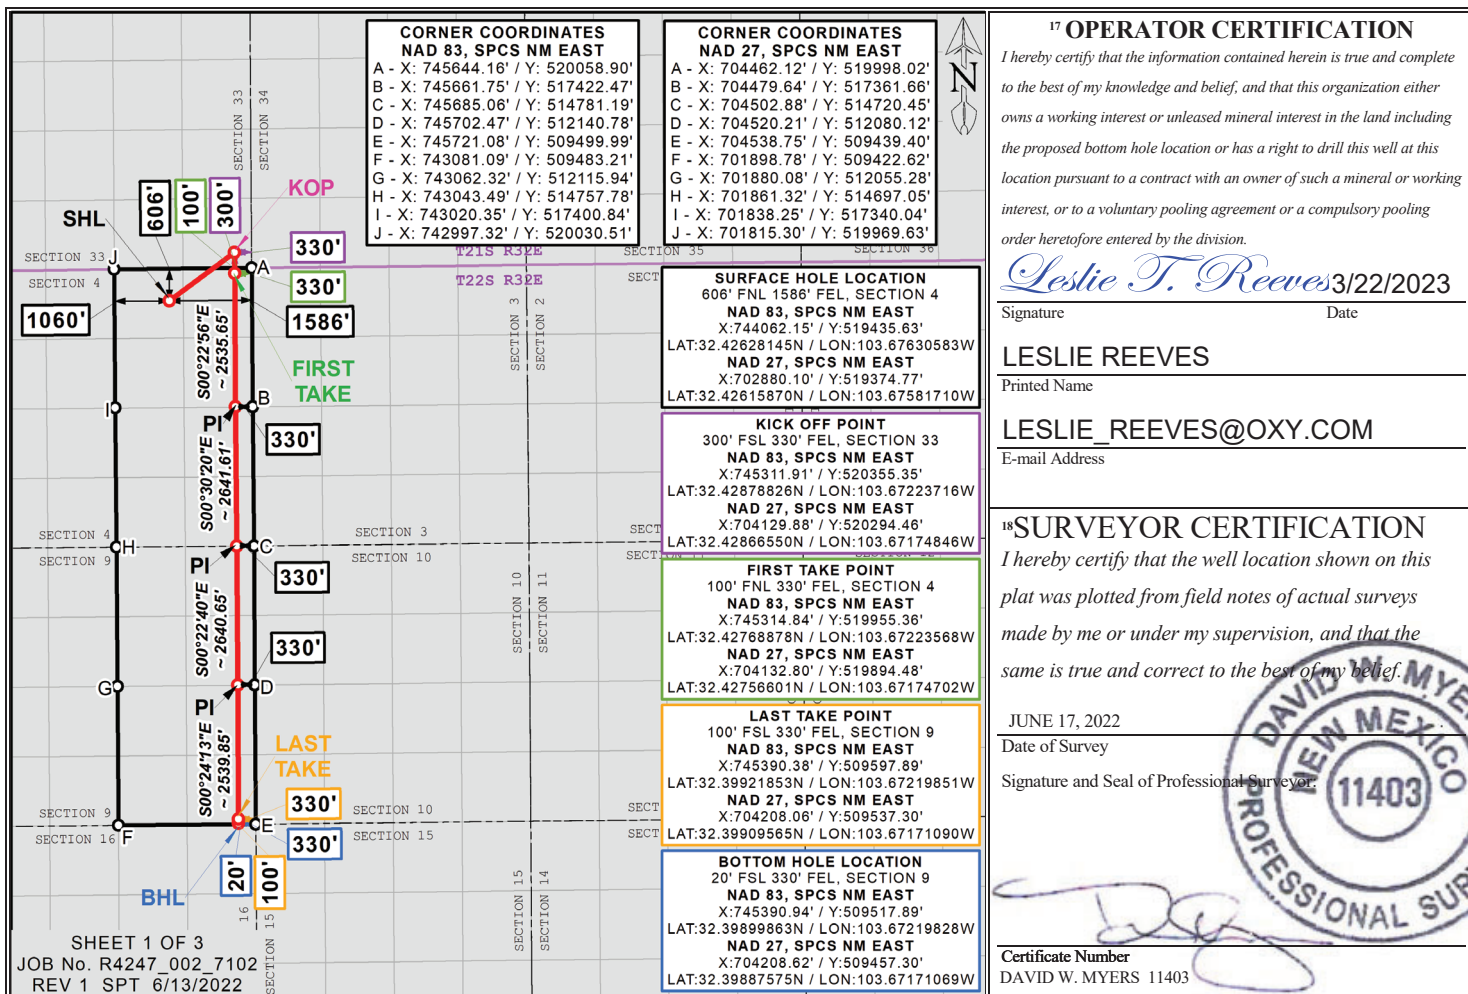 CORNER COORDINATES
NAD 83, SPCS NM EAST
A - X: 745644.16' / Y: 520058.90'
B - X: 745661.75' / Y: 517422.47'
C - X: 745685.06' / Y: 514781.19'
D - X: 745702.47' / Y: 512140.78'
E - X: 745721.08' / Y: 509499.99'
F - X: 743081.09' / Y: 509483.21'
G - X: 743062.32' / Y: 512115.94'
H - X: 743043.49' / Y: 514757.78'
I - X: 743020.35' / Y: 517400.84'
J - X: 742997.32' / Y: 520030.51'
CORNER COORDINATES
NAD 27, SPCS NM EAST
A - X: 704462.12' / Y: 519998.02'
B - X: 704479.64' / Y: 517361.66'
C - X: 704502.88' / Y: 514720.45'
D - X: 704520.21' / Y: 512080.12'
E - X: 704538.75' / Y: 509439.40'
F - X: 701898.78' / Y: 509422.62'
G - X: 701880.08' / Y: 512055.28'
H - X: 701861.32' / Y: 514697.05'
I - X: 701838.25' / Y: 517340.04'
J - X: 701815.30' / Y: 519969.63'
N
SECTION 33
SECTION 34
606'
100'
300'
KOP
SHL
330'
SECTION 33
J
A
T21S R32E
SECTION 35
SECTION 36
SECTION 4
T22S R32E
SECT
330'
1060'
1586'
S00°22'56"E
~ 2535.65'
FIRST
TAKE
SECTION 3
SECTION 2
I
B
PI
330'
S00°30'20"E
~ 2641.61'
SECTION 4
H
C
SECTION 3
SECT
SECTION 9
SECTION 10
SECT
PI
330'
S00°22'40"E
~ 2640.65'
SECTION 10
SECTION 11
330'
G
D
PI
S00°24'13"E
~ 2539.85'
LAST
TAKE
330'
SECTION 9
SECTION 10
SECT
F
E
SECTION 16
SECTION 15
SECT
330'
BHL
20'
100'
16
SECTION 15
SECTION 15
SECTION 14
SHEET 1 OF 3
JOB No. R4247_002_7102
REV 1 SPT 6/13/2022
SURFACE HOLE LOCATION
606' FNL 1586' FEL, SECTION 4
NAD 83, SPCS NM EAST
X:744062.15' / Y:519435.63'
LAT:32.42628145N / LON:103.67630583W
NAD 27, SPCS NM EAST
X:702880.10' / Y:519374.77'
LAT:32.42615870N / LON:103.67581710W
KICK OFF POINT
300' FSL 330' FEL, SECTION 33
NAD 83, SPCS NM EAST
X:745311.91' / Y:520355.35'
LAT:32.42878826N / LON:103.67223716W
NAD 27, SPCS NM EAST
X:704129.88' / Y:520294.46'
LAT:32.42866550N / LON:103.67174846W
FIRST TAKE POINT
100' FNL 330' FEL, SECTION 4
NAD 83, SPCS NM EAST
X:745314.84' / Y:519955.36'
LAT:32.42768878N / LON:103.67223568W
NAD 27, SPCS NM EAST
X:704132.80' / Y:519894.48'
LAT:32.42756601N / LON:103.67174702W
LAST TAKE POINT
100' FSL 330' FEL, SECTION 9
NAD 83, SPCS NM EAST
X:745390.38' / Y:509597.89'
LAT:32.39921853N / LON:103.67219851W
NAD 27, SPCS NM EAST
X:704208.06' / Y:509537.30'
LAT:32.39909565N / LON:103.67171090W
BOTTOM HOLE LOCATION
20' FSL 330' FEL, SECTION 9
NAD 83, SPCS NM EAST
X:745390.94' / Y:509517.89'
LAT:32.39899863N / LON:103.67219828W
NAD 27, SPCS NM EAST
X:704208.62' / Y:509457.30'
LAT:32.39887575N / LON:103.67171069W
17 OPERATOR CERTIFICATION
I hereby certify that the information contained herein is true and complete
to the best of my knowledge and belief, and that this organization either
owns a working interest or unleased mineral interest in the land including
the proposed bottom hole location or has a right to drill this well at this
location pursuant to a contract with an owner of such a mineral or working
interest, or to a voluntary pooling agreement or a compulsory pooling
order heretofore entered by the division.
Leslie T. Reeves 3/22/2023
Signature Date
LESLIE REEVES
Printed Name
LESLIE_REEVES@OXY.COM
E-mail Address
18 SURVEYOR CERTIFICATION
I hereby certify that the well location shown on this
plat was plotted from field notes of actual surveys
made by me or under my supervision, and that the
same is true and correct to the best of my belief.
JUNE 17, 2022
Date of Survey
Signature and Seal of Professional Surveyor:
DAVID W. MYE
NEW MEXICO
11403
PROFESSIONAL SU
Certificate Number
DAVID W. MYERS 11403